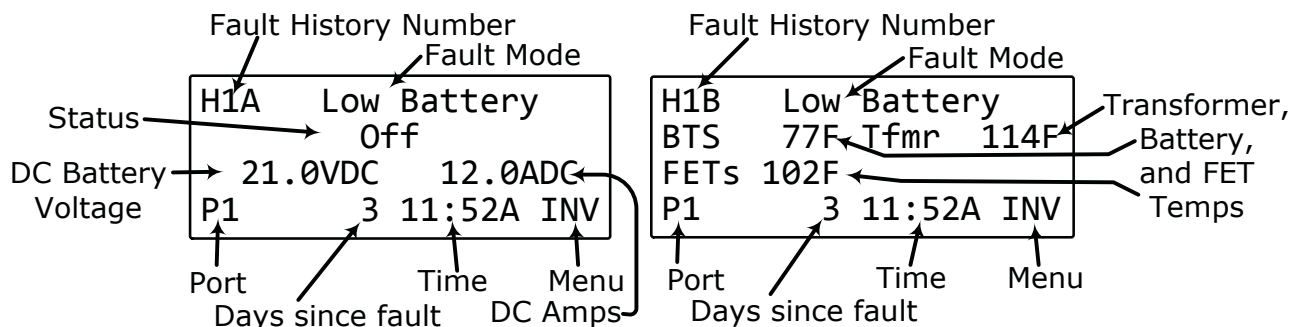 Fault History Number
Fault Mode
H1A Low Battery
Status
Off
DC Battery
Voltage
21.0VDC 12.0ADC
P1 3 11:52A INV
Port
Time
Menu
Days since fault
DC Amps
Fault History Number
Fault Mode
H1B Low Battery
BTS 77F Tfmr 114F
FETs 102F
P1 3 11:52A INV
Transformer,
Battery,
and FET
Temps
Port
Time
Menu
Days since fault